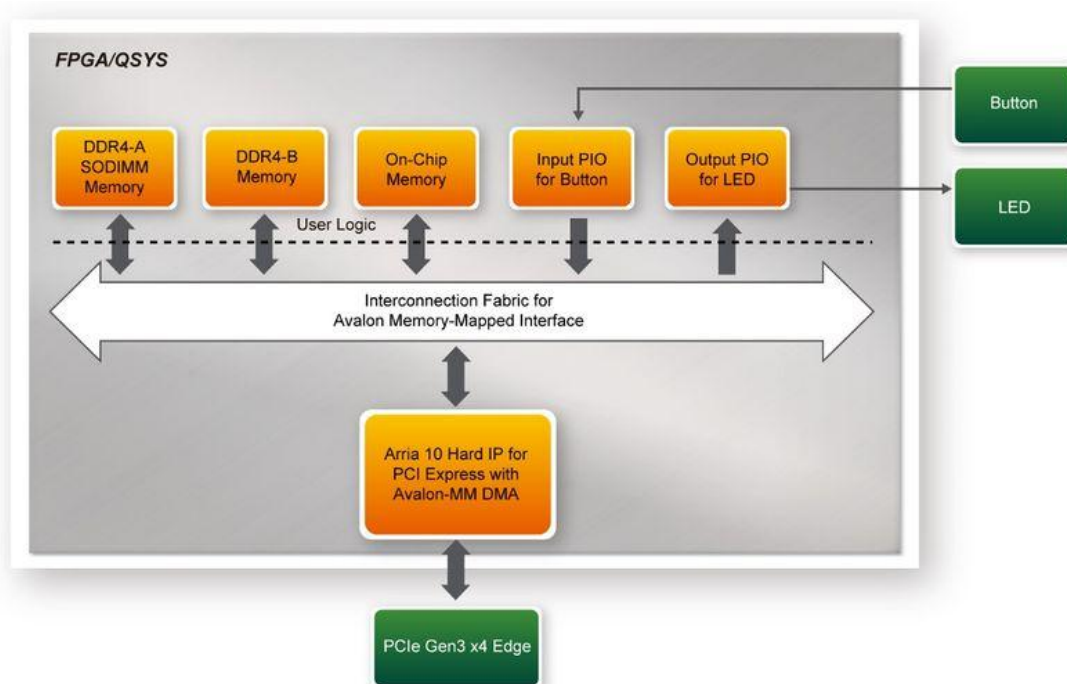 FPGA/QSYS
Button
DDR4-A
SODIMM
Memory
DDR4-B
Memory
On-Chip
Memory
Input PIO
for Button
Output PIO
for LED
LED
User Logic
Interconnection Fabric for
Avalon Memory-Mapped Interface
Arria 10 Hard IP for
PCI Express with
Avalon-MM DMA
PCIe Gen3 x4 Edge